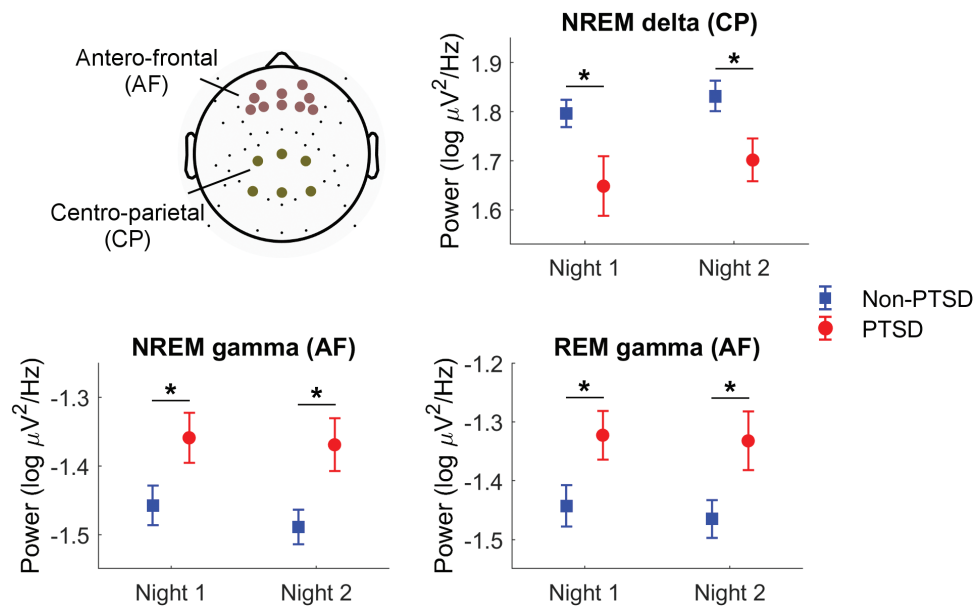 Antero-frontal
(AF)
Centro-parietal
(CP)
NREM delta (CP)
Power (log μV²/Hz)
1.9
1.8
1.7
1.6
*
*
Night 1
Night 2
Non-PTSD
PTSD
NREM gamma (AF)
Power (log μV²/Hz)
-1.3
-1.4
-1.5
*
*
Night 1
Night 2
REM gamma (AF)
Power (log μV²/Hz)
-1.2
-1.3
-1.4
-1.5
*
*
Night 1
Night 2